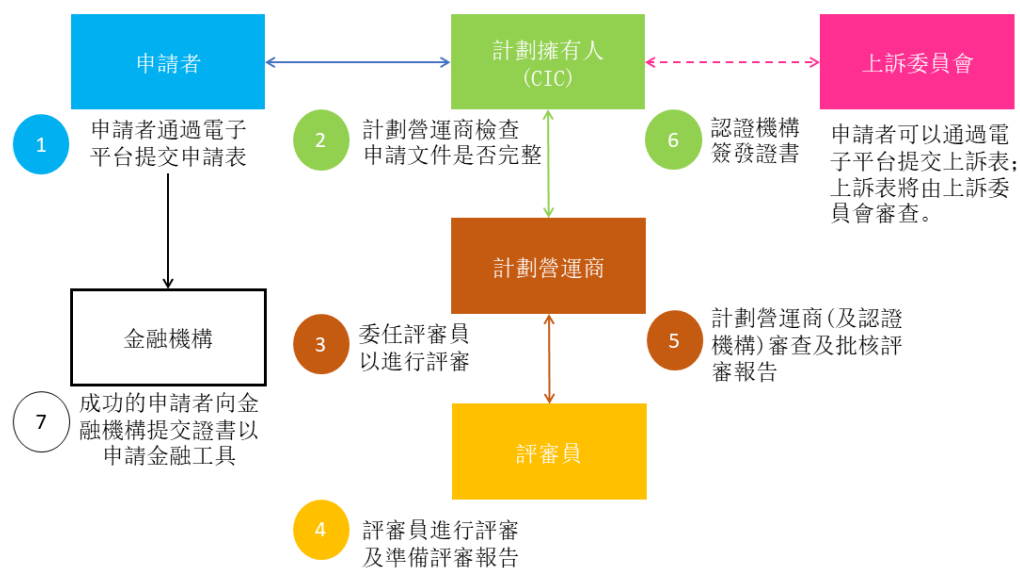 申請者
計劃擁有人
(CIC)
上訴委員會
1
申請者通過電子
平台提交申請表
2
計劃營運商檢查
申請文件是否完整
6
認證機構
簽發證書
申請者可以通過電
子平台提交上訴表;
上訴表將由上訴委
員會審查。
計劃營運商
金融機構
3
委任評審員
以進行評審
5
計劃營運商(及認證
機構)審查及批核評
審報告
7
成功的申請者向金
融機構提交證書以
申請金融工具
評審員
4
評審員進行評審
及準備評審報告